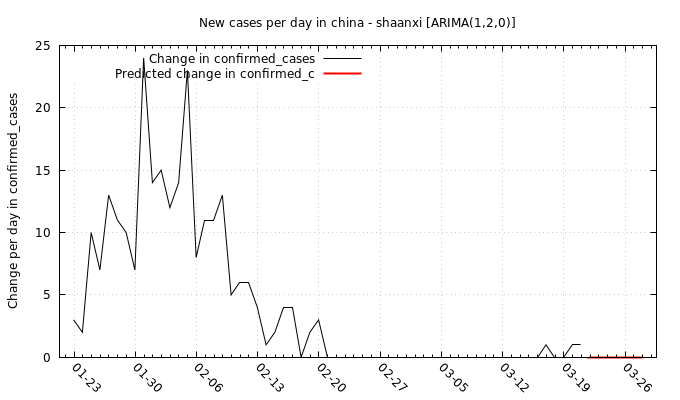 New cases per day in china - shaanxi [ARIMA(1,2,0)]
Change in confirmed_cases
Predicted change in confirmed_c
Change per day in confirmed_cases
25
20
15
10
5
0
01-23 01-30 02-06 02-13 02-20 02-27 03-05 03-12 03-19 03-26